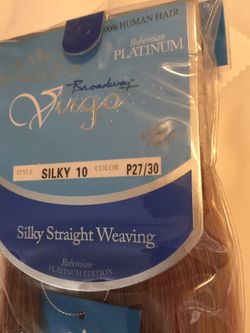 100% HUMAN HAIR
Bohemian
PLATINUM
Broadway
Virgo
STYLE SILKY 10 COLOR P27/30
Silky Straight Weaving
Bohemian
PLATINUM EDITION